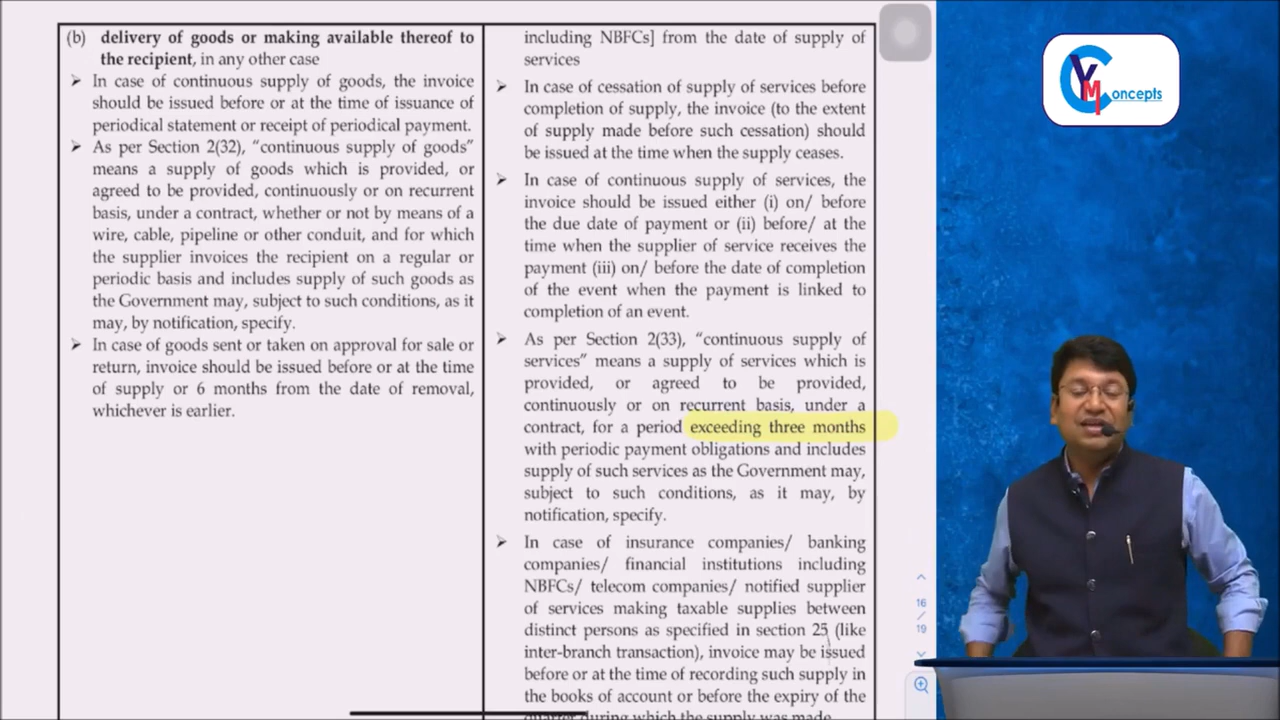 (b) delivery of goods or making available thereof to
the recipient, in any other case
➢ In case of continuous supply of goods, the invoice
should be issued before or at the time of issuance of
periodical statement or receipt of periodical payment.
➢ As per Section 2(32), “continuous supply of goods”
means a supply of goods which is provided, or
agreed to be provided, continuously or on recurrent
basis, under a contract, whether or not by means of a
wire, cable, pipeline or other conduit, and for which
the supplier invoices the recipient on a regular or
periodic basis and includes supply of such goods as
the Government may, subject to such conditions, as it
may, by notification, specify.
➢ In case of goods sent or taken on approval for sale or
return, invoice should be issued before or at the time
of supply or 6 months from the date of removal,
whichever is earlier.
including NBFCs] from the date of supply of
services
➢ In case of cessation of supply of services before
completion of supply, the invoice (to the extent
of supply made before such cessation) should
be issued at the time when the supply ceases.
➢ In case of continuous supply of services, the
invoice should be issued either (i) on/ before
the due date of payment or (ii) before/ at the
time when the supplier of service receives the
payment (iii) on/ before the date of completion
of the event when the payment is linked to
completion of an event.
➢ As per Section 2(33), “continuous supply of
services” means a supply of services which is
provided, or agreed to be provided,
continuously or on recurrent basis, under a
contract, for a period exceeding three months
with periodic payment obligations and includes
supply of such services as the Government may,
subject to such conditions, as it may, by
notification, specify.
➢ In case of insurance companies/ banking
companies/ financial institutions including
NBFCs/ telecom companies/ notified supplier
of services making taxable supplies between
distinct persons as specified in section 25 (like
inter-branch transaction), invoice may be issued
before or at the time of recording such supply in
the books of account or before the expiry of the
quarter during which the supply was made
16
/
19
CYM
oncepts